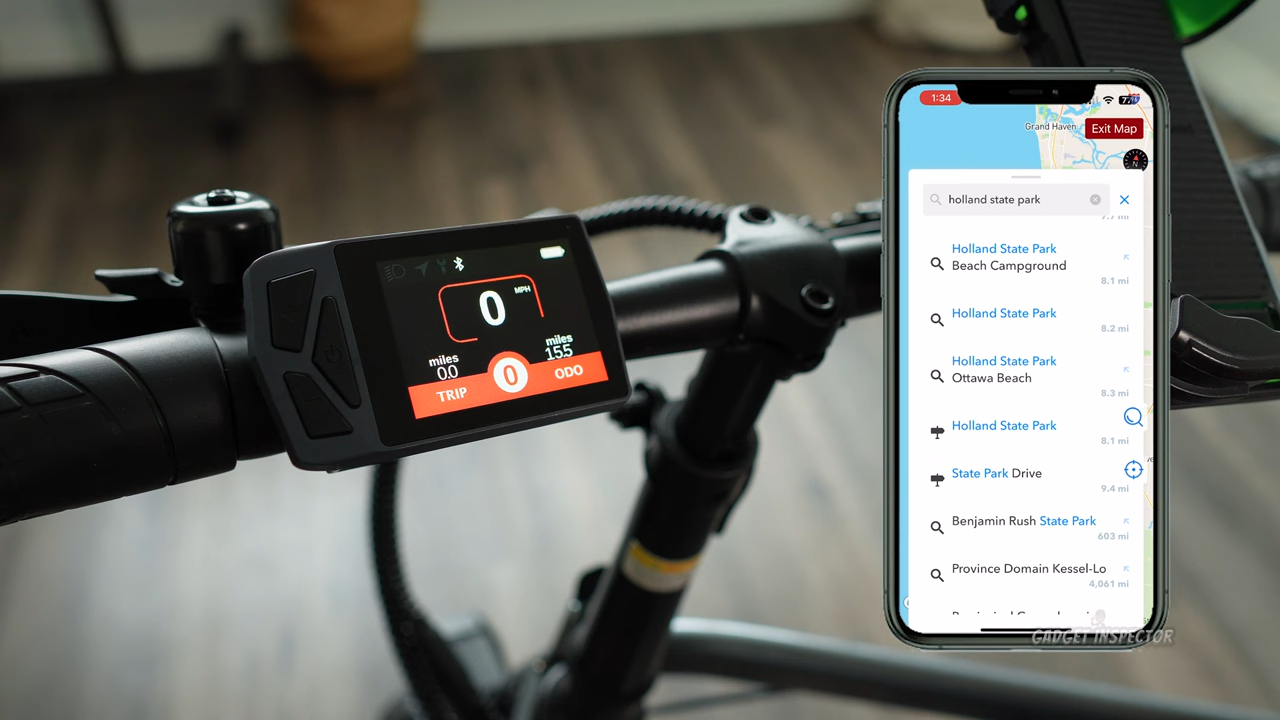 0
MPH
miles
0.0
miles
15.5
TRIP
0
ODO
1:34
Grand Haven
Exit Map
N
holland state park
7.7 mi
Holland State Park
Beach Campground
8.1 mi
Holland State Park
8.2 mi
Holland State Park
Ottawa Beach
8.3 mi
Holland State Park
8.1 mi
State Park Drive
9.4 mi
Benjamin Rush State Park
603 mi
Province Domain Kessel-Lo
4,061 mi
GADGET INSPECTOR